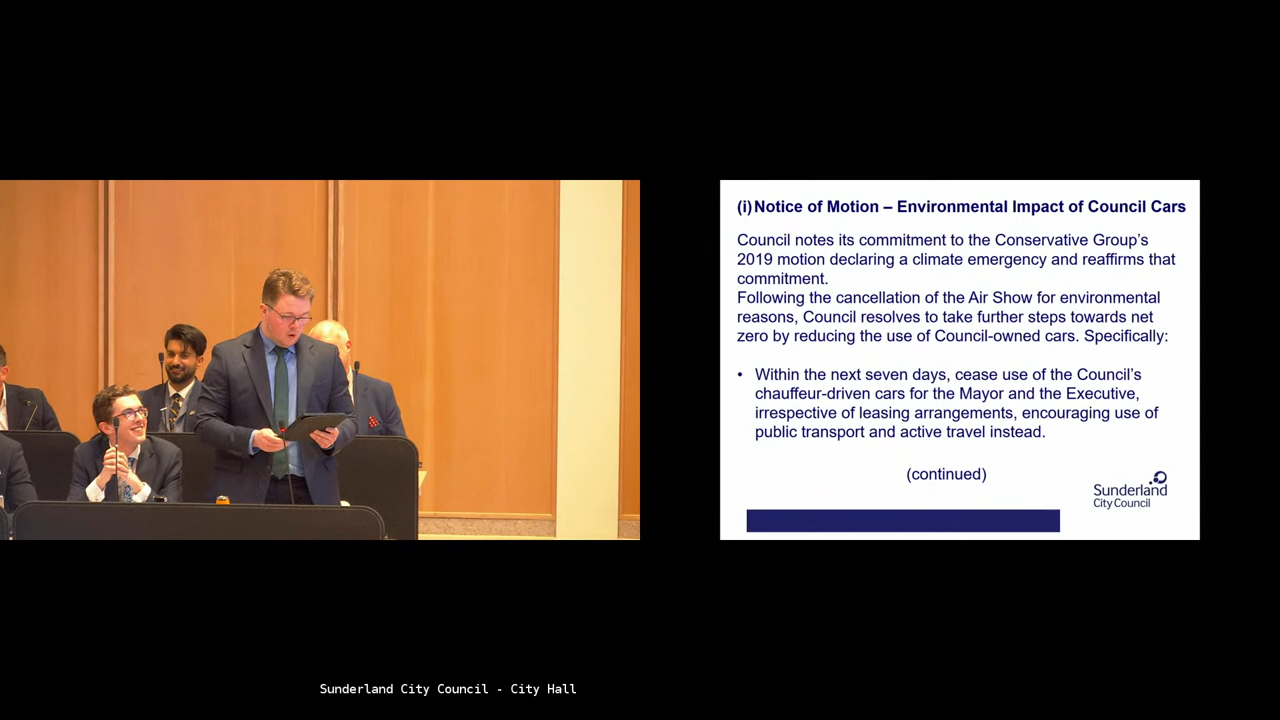 (i) Notice of Motion – Environmental Impact of Council Cars
Council notes its commitment to the Conservative Group's
2019 motion declaring a climate emergency and reaffirms that
commitment.
Following the cancellation of the Air Show for environmental
reasons, Council resolves to take further steps towards net
zero by reducing the use of Council-owned cars. Specifically:
• Within the next seven days, cease use of the Council's
chauffeur-driven cars for the Mayor and the Executive,
irrespective of leasing arrangements, encouraging use of
public transport and active travel instead.
(continued)
Sunderland
City Council
Sunderland City Council - City Hall